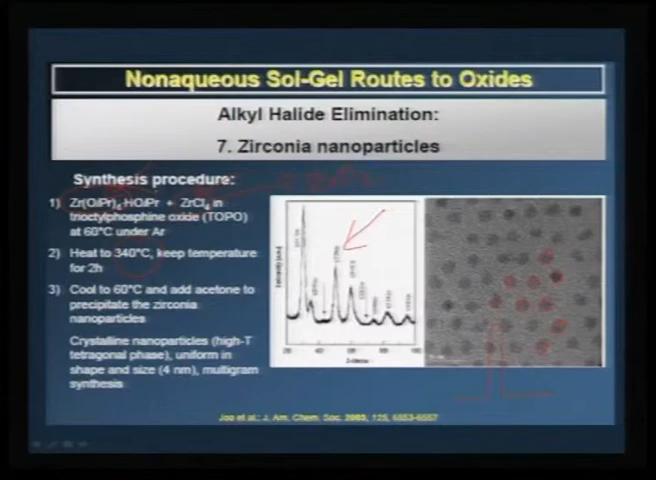 Nonaqueous Sol-Gel Routes to Oxides
Alkyl Halide Elimination:
7. Zirconia nanoparticles
Synthesis procedure:
1) Zr(OiPr)4·HOiPr + ZrCl4 in
trioctylphosphine oxide (TOPO)
at 60°C under Ar
2) Heat to 340°C, keep temperature
for 2h
3) Cool to 60°C and add acetone to
precipitate the zirconia
nanoparticles
Crystalline nanoparticles (high-T
tetragonal phase), uniform in
shape and size (4 nm), multigram
synthesis
Joo et al.; J. Am. Chem. Soc. 2003, 125, 6553-6557